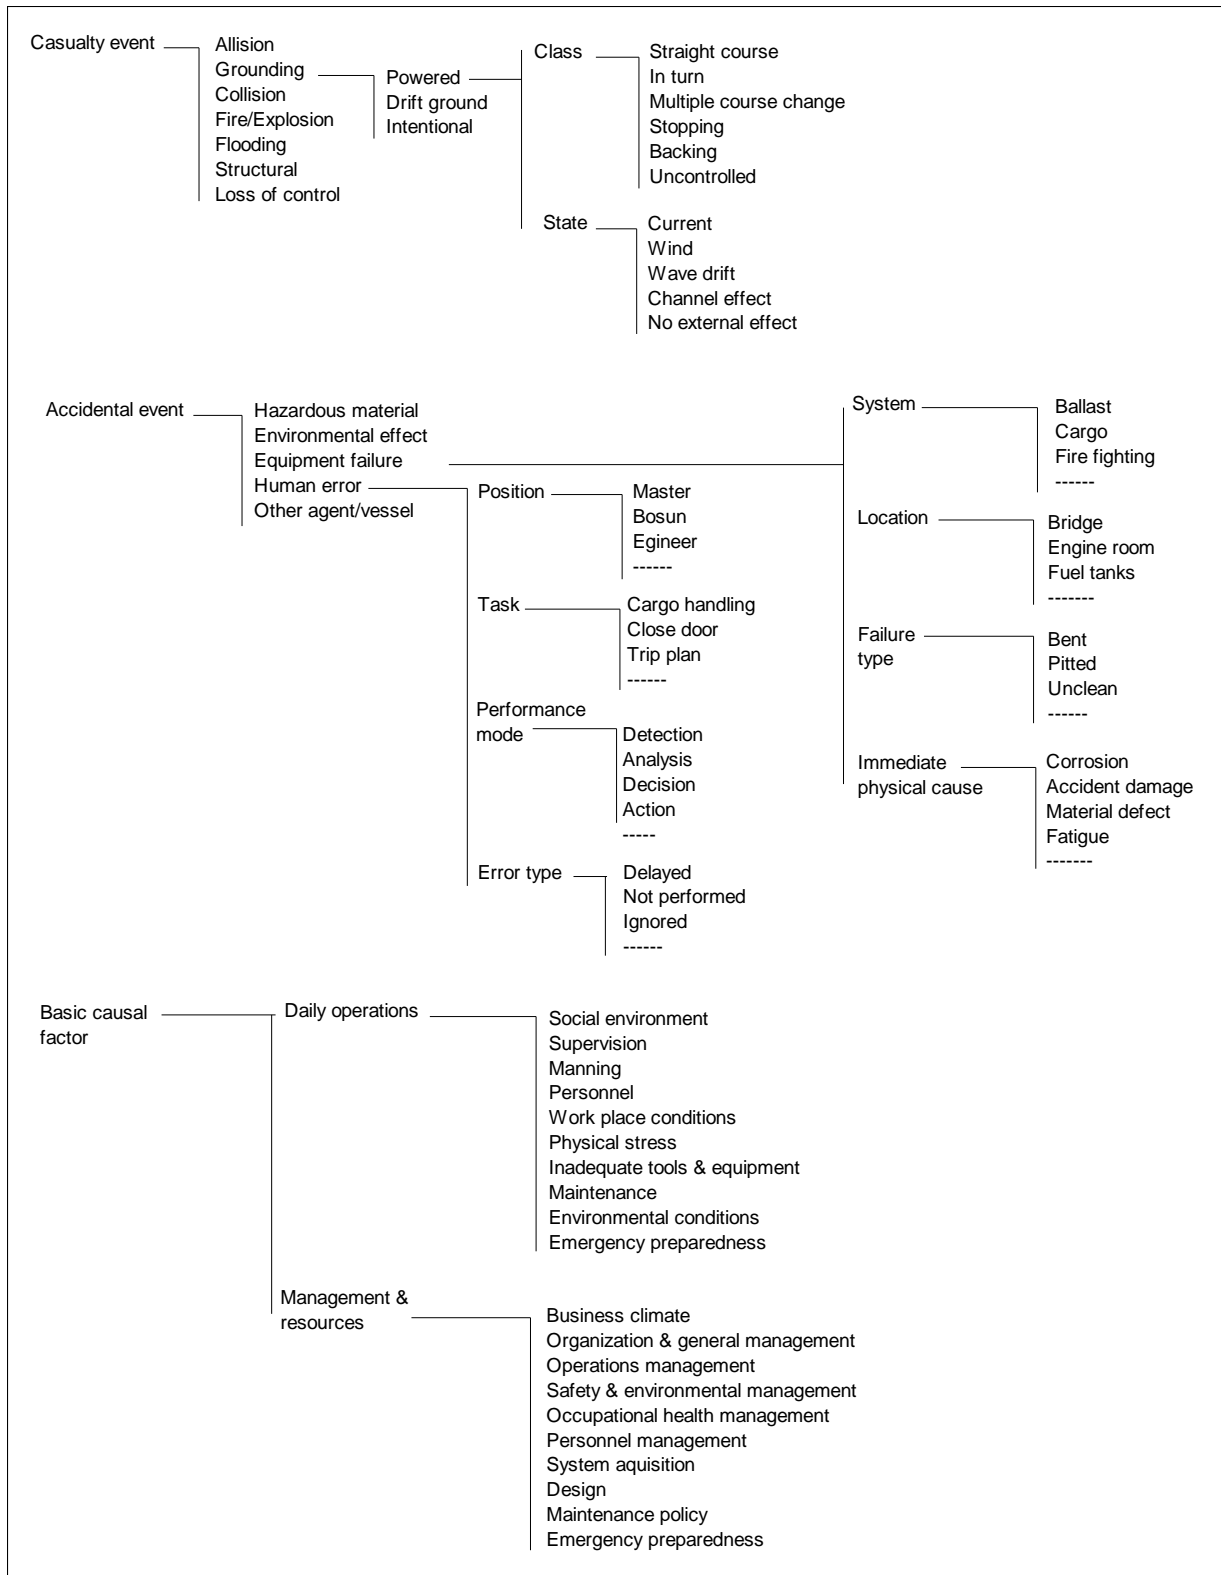 Casualty event
Allision
Grounding
Collision
Fire/Explosion
Flooding
Structural
Loss of control
Powered
Drift ground
Intentional
Class
Straight course
In turn
Multiple course change
Stopping
Backing
Uncontrolled
State
Current
Wind
Wave drift
Channel effect
No external effect
Accidental event
Hazardous material
Environmental effect
Equipment failure
Human error
Other agent/vessel
Position
Master
Bosun
Egineer
------
Task
Cargo handling
Close door
Trip plan
------
Performance
mode
Detection
Analysis
Decision
Action
-----
Error type
Delayed
Not performed
Ignored
------
System
Ballast
Cargo
Fire fighting
------
Location
Bridge
Engine room
Fuel tanks
-------
Failure
type
Bent
Pitted
Unclean
------
Immediate
physical cause
Corrosion
Accident damage
Material defect
Fatigue
-------
Basic causal
factor
Daily operations
Social environment
Supervision
Manning
Personnel
Work place conditions
Physical stress
Inadequate tools & equipment
Maintenance
Environmental conditions
Emergency preparedness
Management &
resources
Business climate
Organization & general management
Operations management
Safety & environmental management
Occupational health management
Personnel management
System aquisition
Design
Maintenance policy
Emergency preparedness